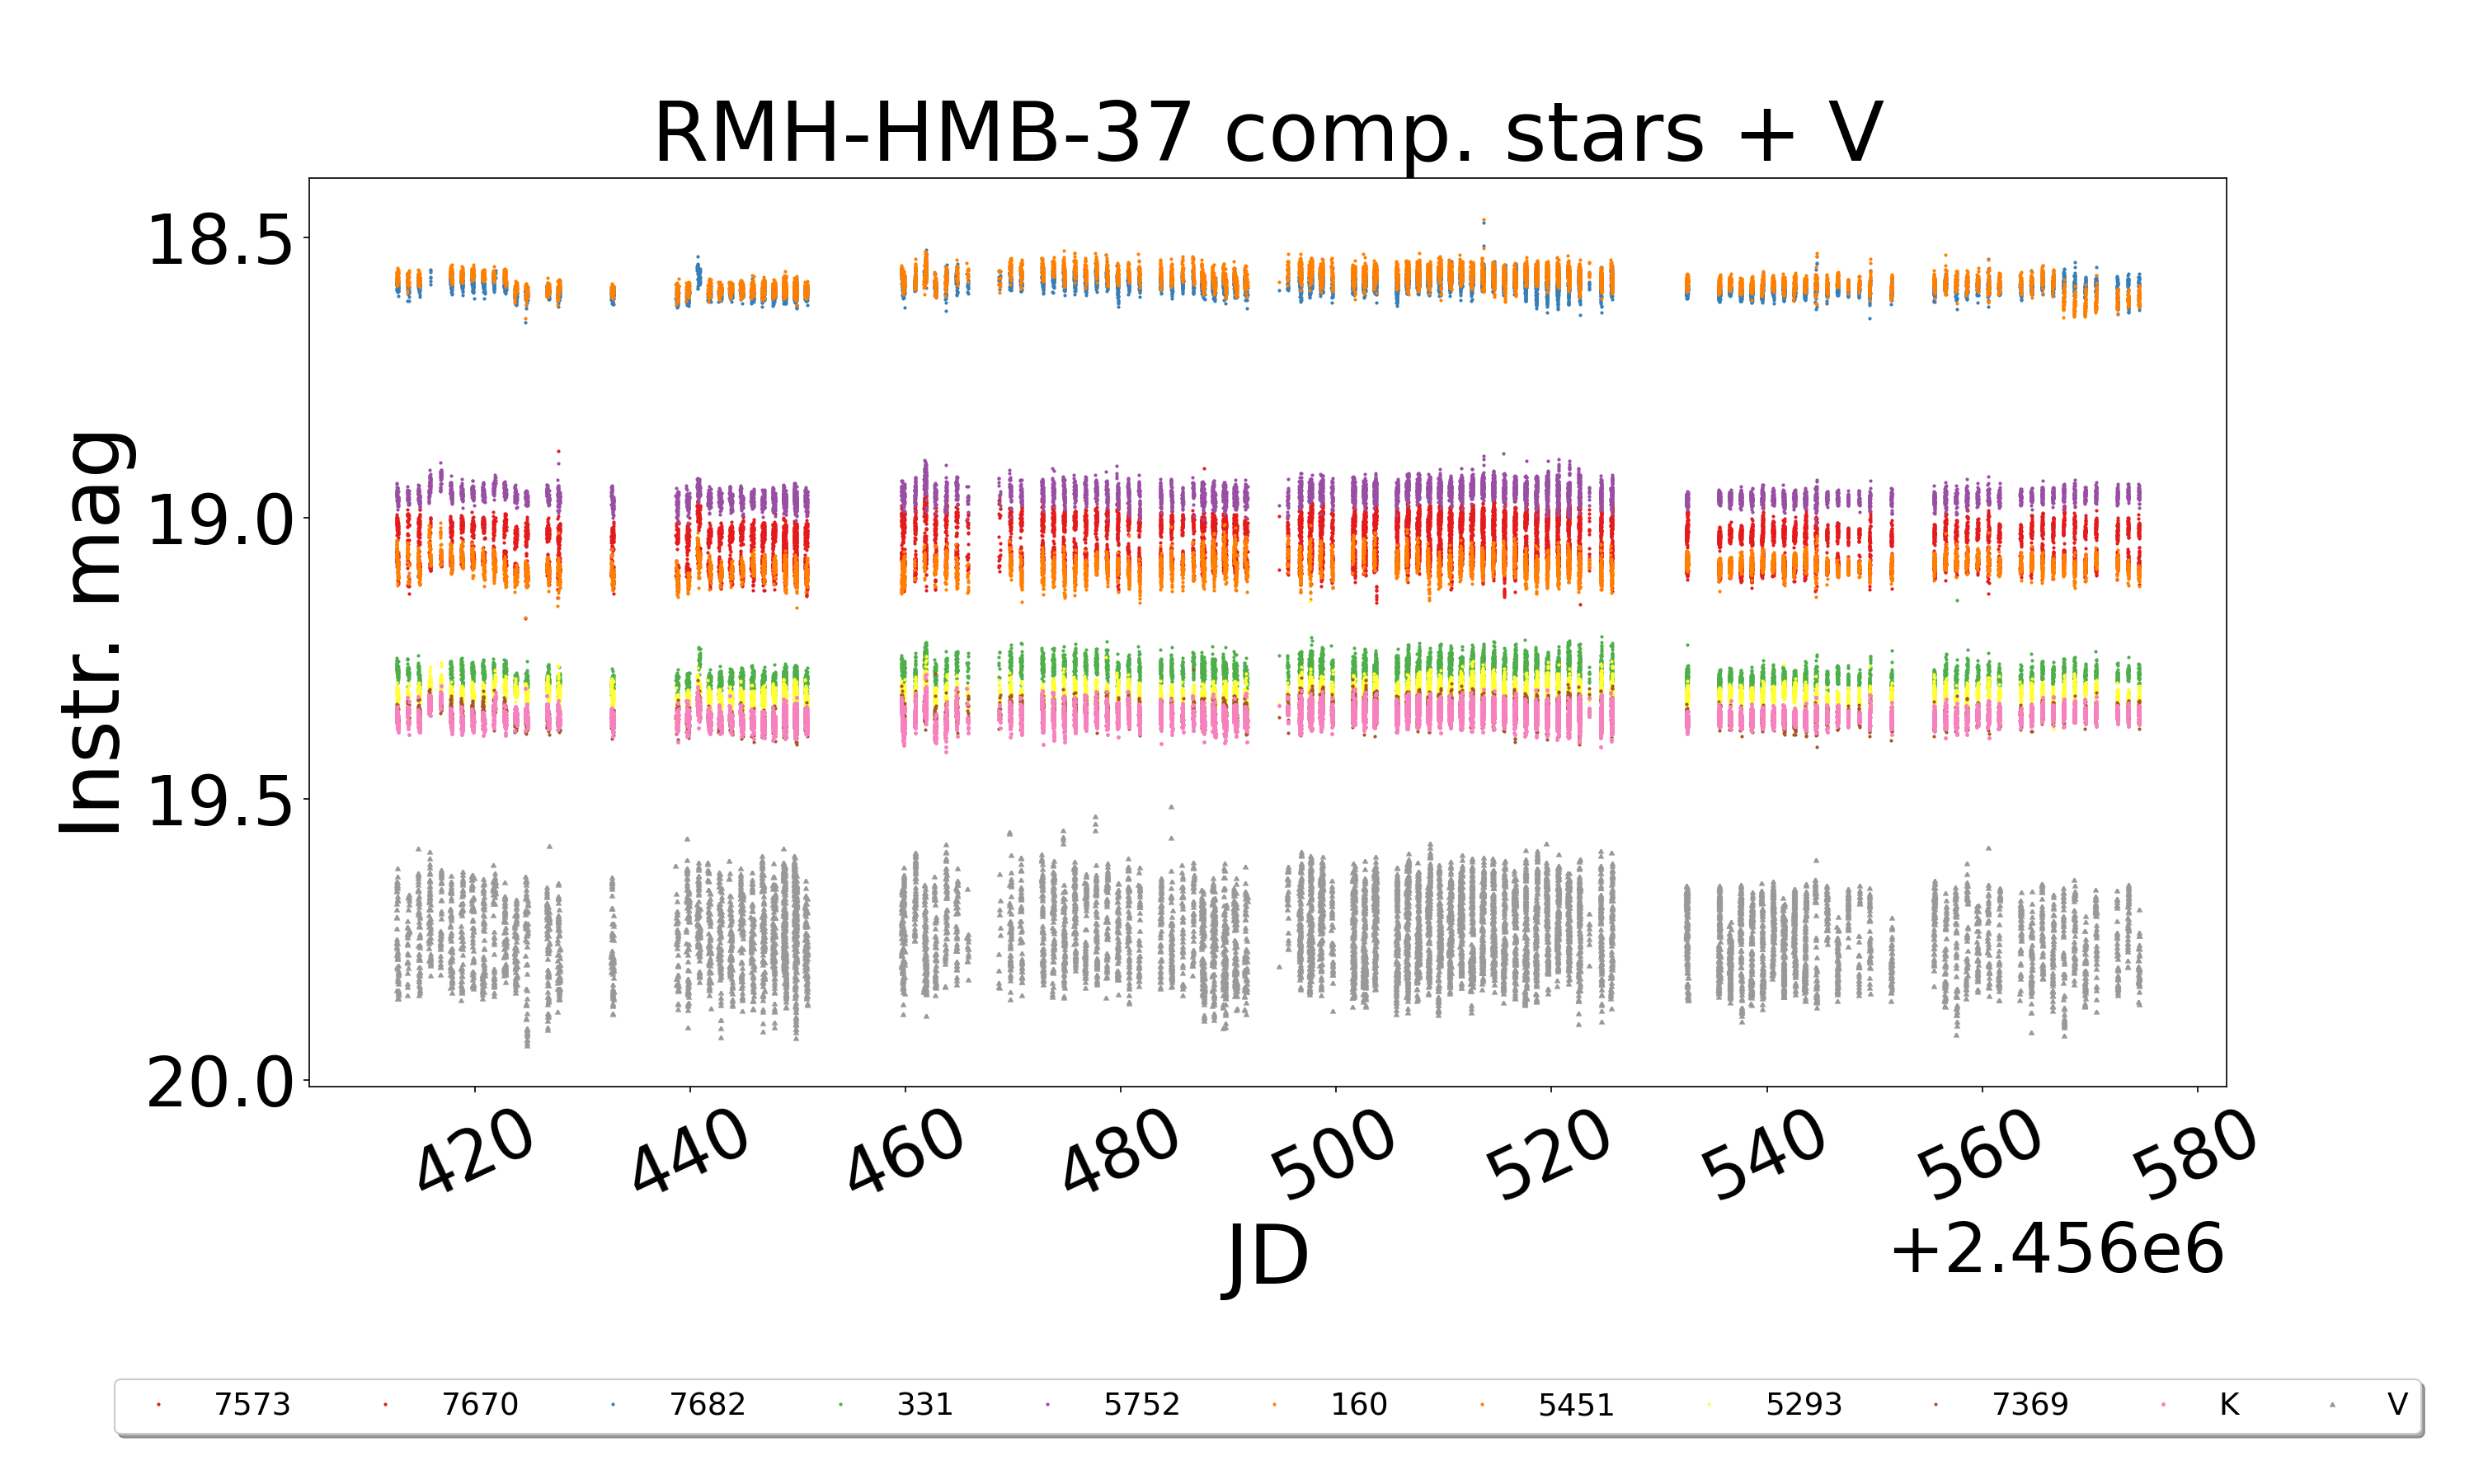 RMH-HMB-37 comp. stars + V
Instr. mag
18.5
19.0
19.5
20.0
420 440 460 480 500 520 540 560 580
JD
+2.456e6
7573 7670 7682 331 5752 160 5451 5293 7369 K V